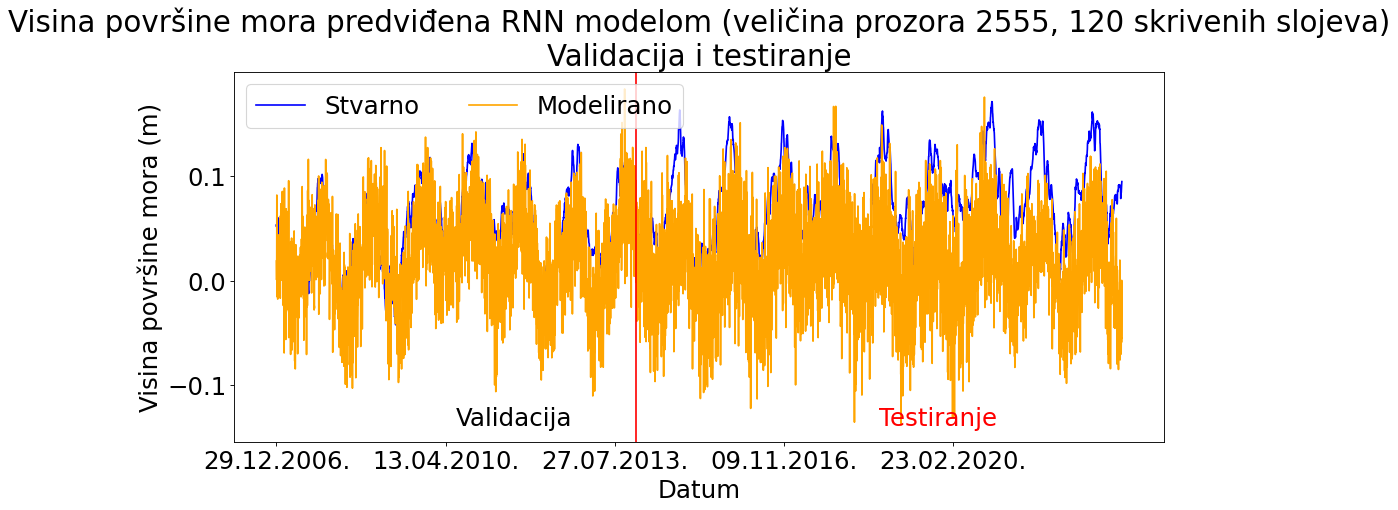 Visina površine mora predviđena RNN modelom (veličina prozora 2555, 120 skrivenih slojeva)
Validacija i testiranje
Stvarno Modelirano
Visina površine mora (m)
0.1
0.0
−0.1
Validacija Testiranje
29.12.2006. 13.04.2010. 27.07.2013. 09.11.2016. 23.02.2020.
Datum